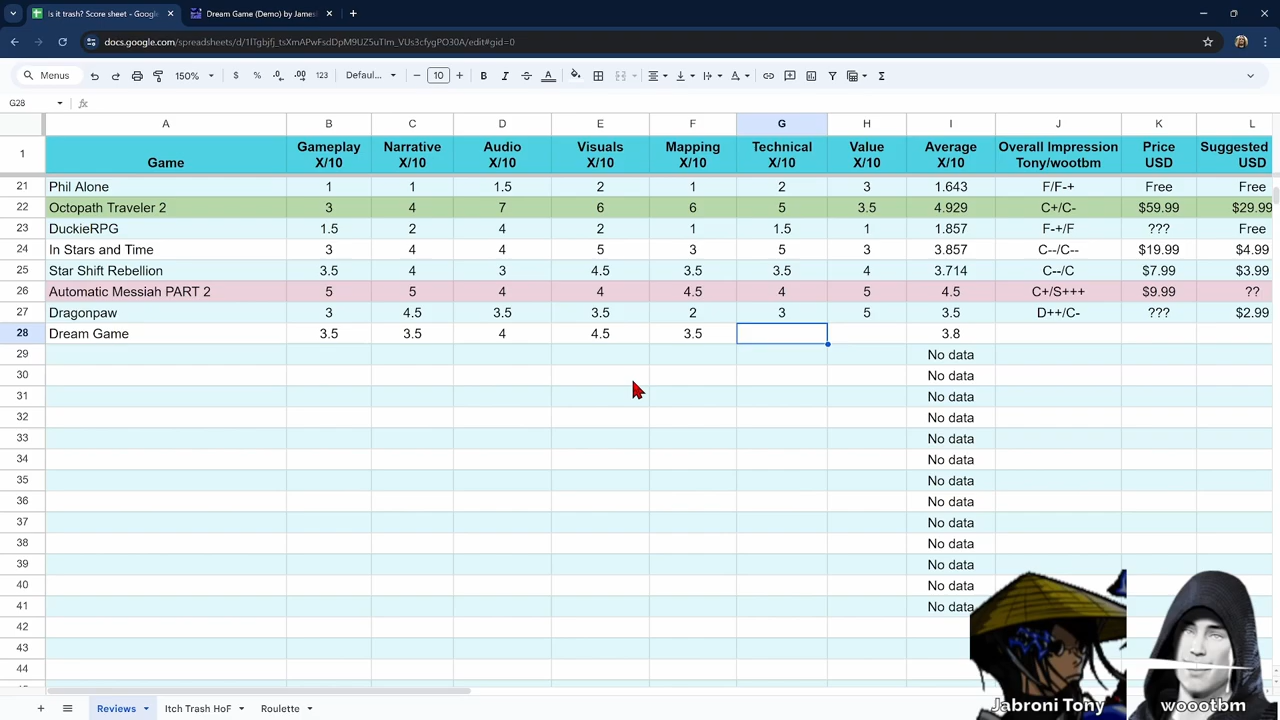 Is it trash? Score sheet - Google
Dream Game (Demo) by James
docs.google.com/spreadsheets/d/
/edit#gid=0
Menus 150% $ % .0 .00 123 Defaul... 10 B I A Σ
G28 fx
A B C D E F G H I J K L
1 Game Gameplay X/10 Narrative X/10 Audio X/10 Visuals X/10 Mapping X/10 Technical X/10 Value X/10 Average X/10 Overall Impression Tony/wootbm Price USD Suggested USD
21 Phil Alone 1 1 1.5 2 1 2 3 1.643 F/F-+ Free Free
22 Octopath Traveler 2 3 4 7 6 6 5 3.5 4.929 C+/C- $59.99 $29.99
23 DuckieRPG 1.5 2 4 2 1 1.5 1 1.857 F-+/F ??? Free
24 In Stars and Time 3 4 4 5 3 5 3 3.857 C--/C-- $19.99 $4.99
25 Star Shift Rebellion 3.5 4 3 4.5 3.5 3.5 4 3.714 C--/C $7.99 $3.99
26 Automatic Messiah PART 2 5 5 4 4 4.5 4 5 4.5 C+/S+++ $9.99 ??
27 Dragonpaw 3 4.5 3.5 3.5 2 3 5 3.5 D++/C- ??? $2.99
28 Dream Game 3.5 3.5 4 4.5 3.5 3.8
29 No data
30 No data
31 No data
32 No data
33 No data
34 No data
35 No data
36 No data
37 No data
38 No data
39 No data
40 No data
41 No data
42
43
44
Jabroni Tony woootbm
Reviews Itch Trash HoF Roulette